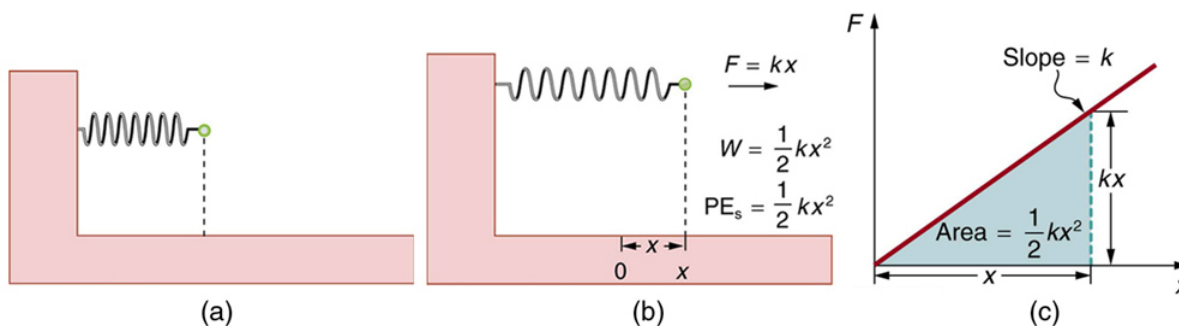 (a)
F = kx
W = 1/2 kx²
PEₛ = 1/2 kx²
x
0 x
(b)
F
Slope = k
kx
Area = 1/2 kx²
x
(c)